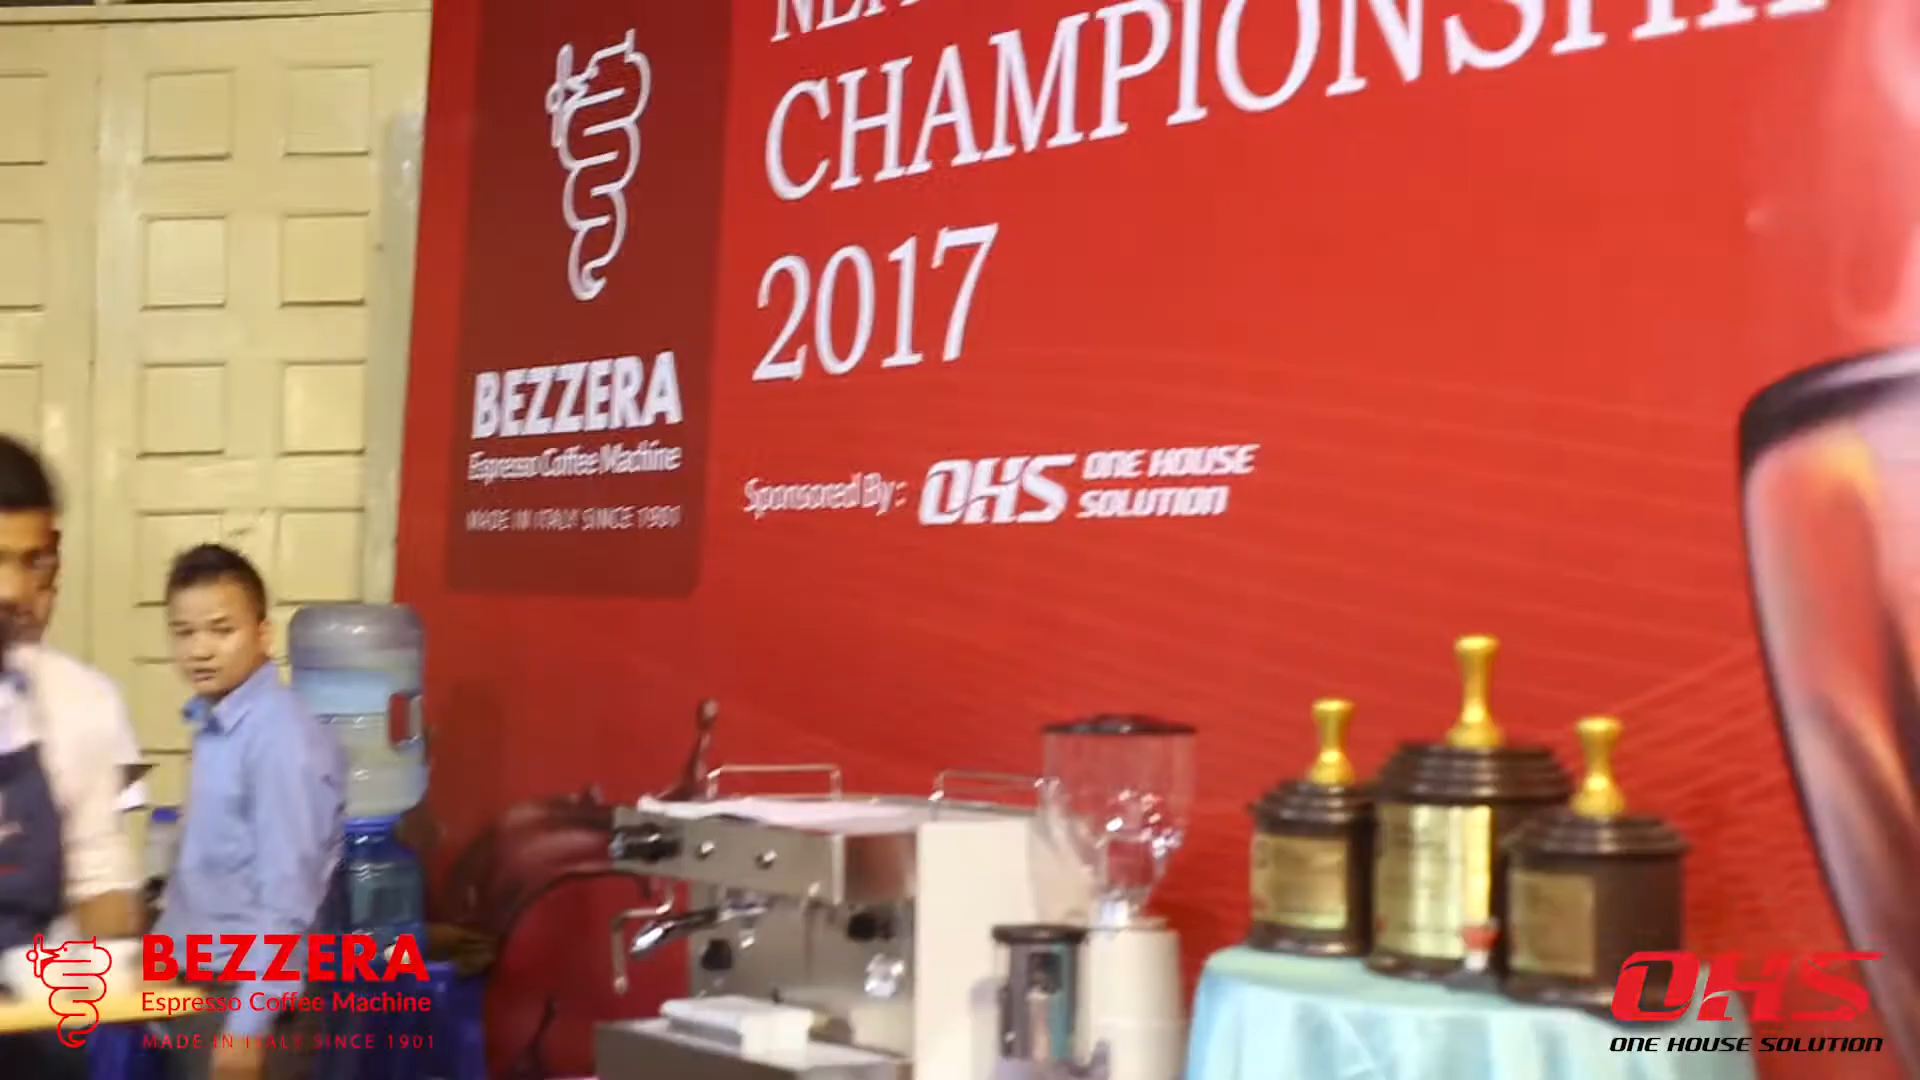 CHAMPIONSHIP
2017
BEZZERA
Espresso Coffee Machine
MADE IN ITALY SINCE 1901
Sponsored By : OHS ONE HOUSE SOLUTION
BEZZERA
Espresso Coffee Machine
MADE IN ITALY SINCE 1901
OHS
ONE HOUSE SOLUTION